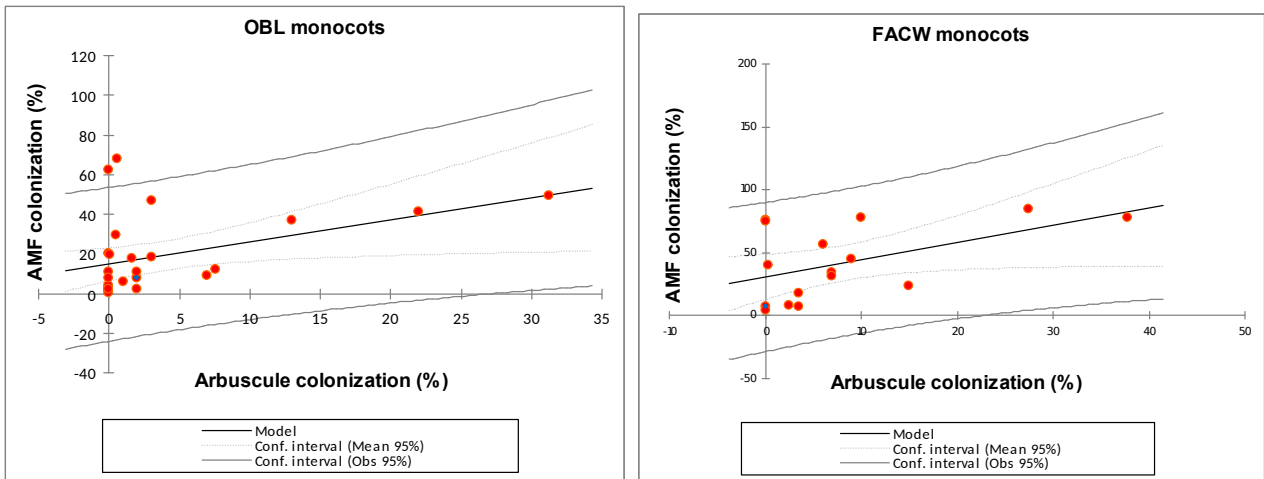 OBL monocots
120
100
80
60
40
20
0
-20
-40
-5
0
5
10
15
20
25
30
35
AMF colonization (%)
Arbuscule colonization (%)
Model
Conf. interval (Mean 95%)
Conf. interval (Obs 95%)
FACW monocots
200
150
100
50
0
-50
-10
0
10
20
30
40
50
AMF colonization (%)
Arbuscule colonization (%)
Model
Conf. interval (Mean 95%)
Conf. interval (Obs 95%)